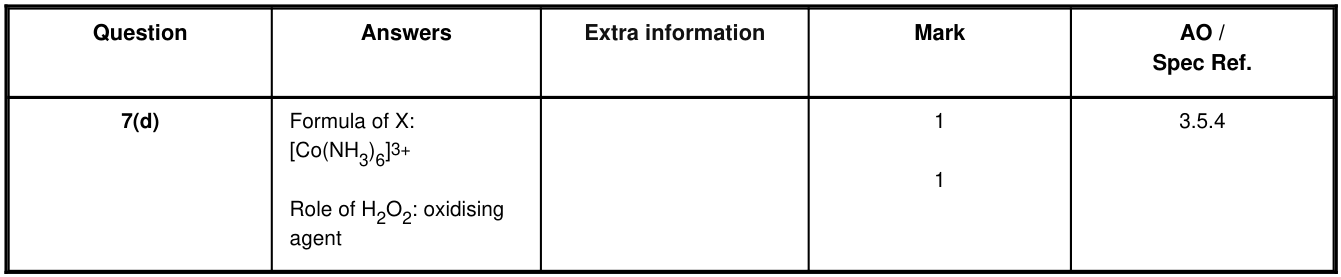 Question Answers Extra information Mark AO /
Spec Ref.
7(d) Formula of X: 1 3.5.4
[Co(NH3)6]3+
1
Role of H2O2: oxidising
agent